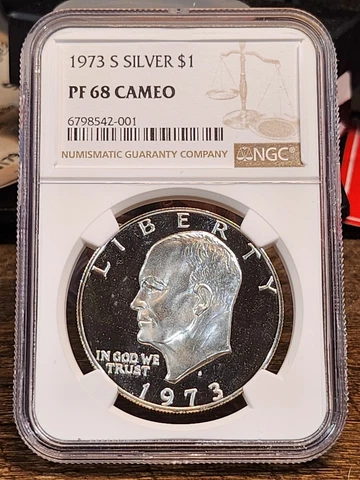 1973 S SILVER $1
PF 68 CAMEO
6798542-001
NUMISMATIC GUARANTY COMPANY
NGC
LIBERTY
IN GOD WE
TRUST
S
1973